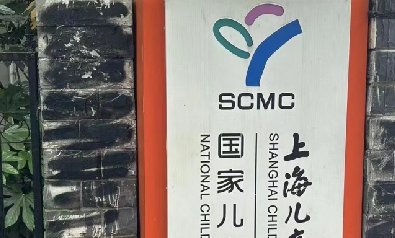 SCMC
上海儿
SHANGHAI CHILD
国家儿
NATIONAL CHILD